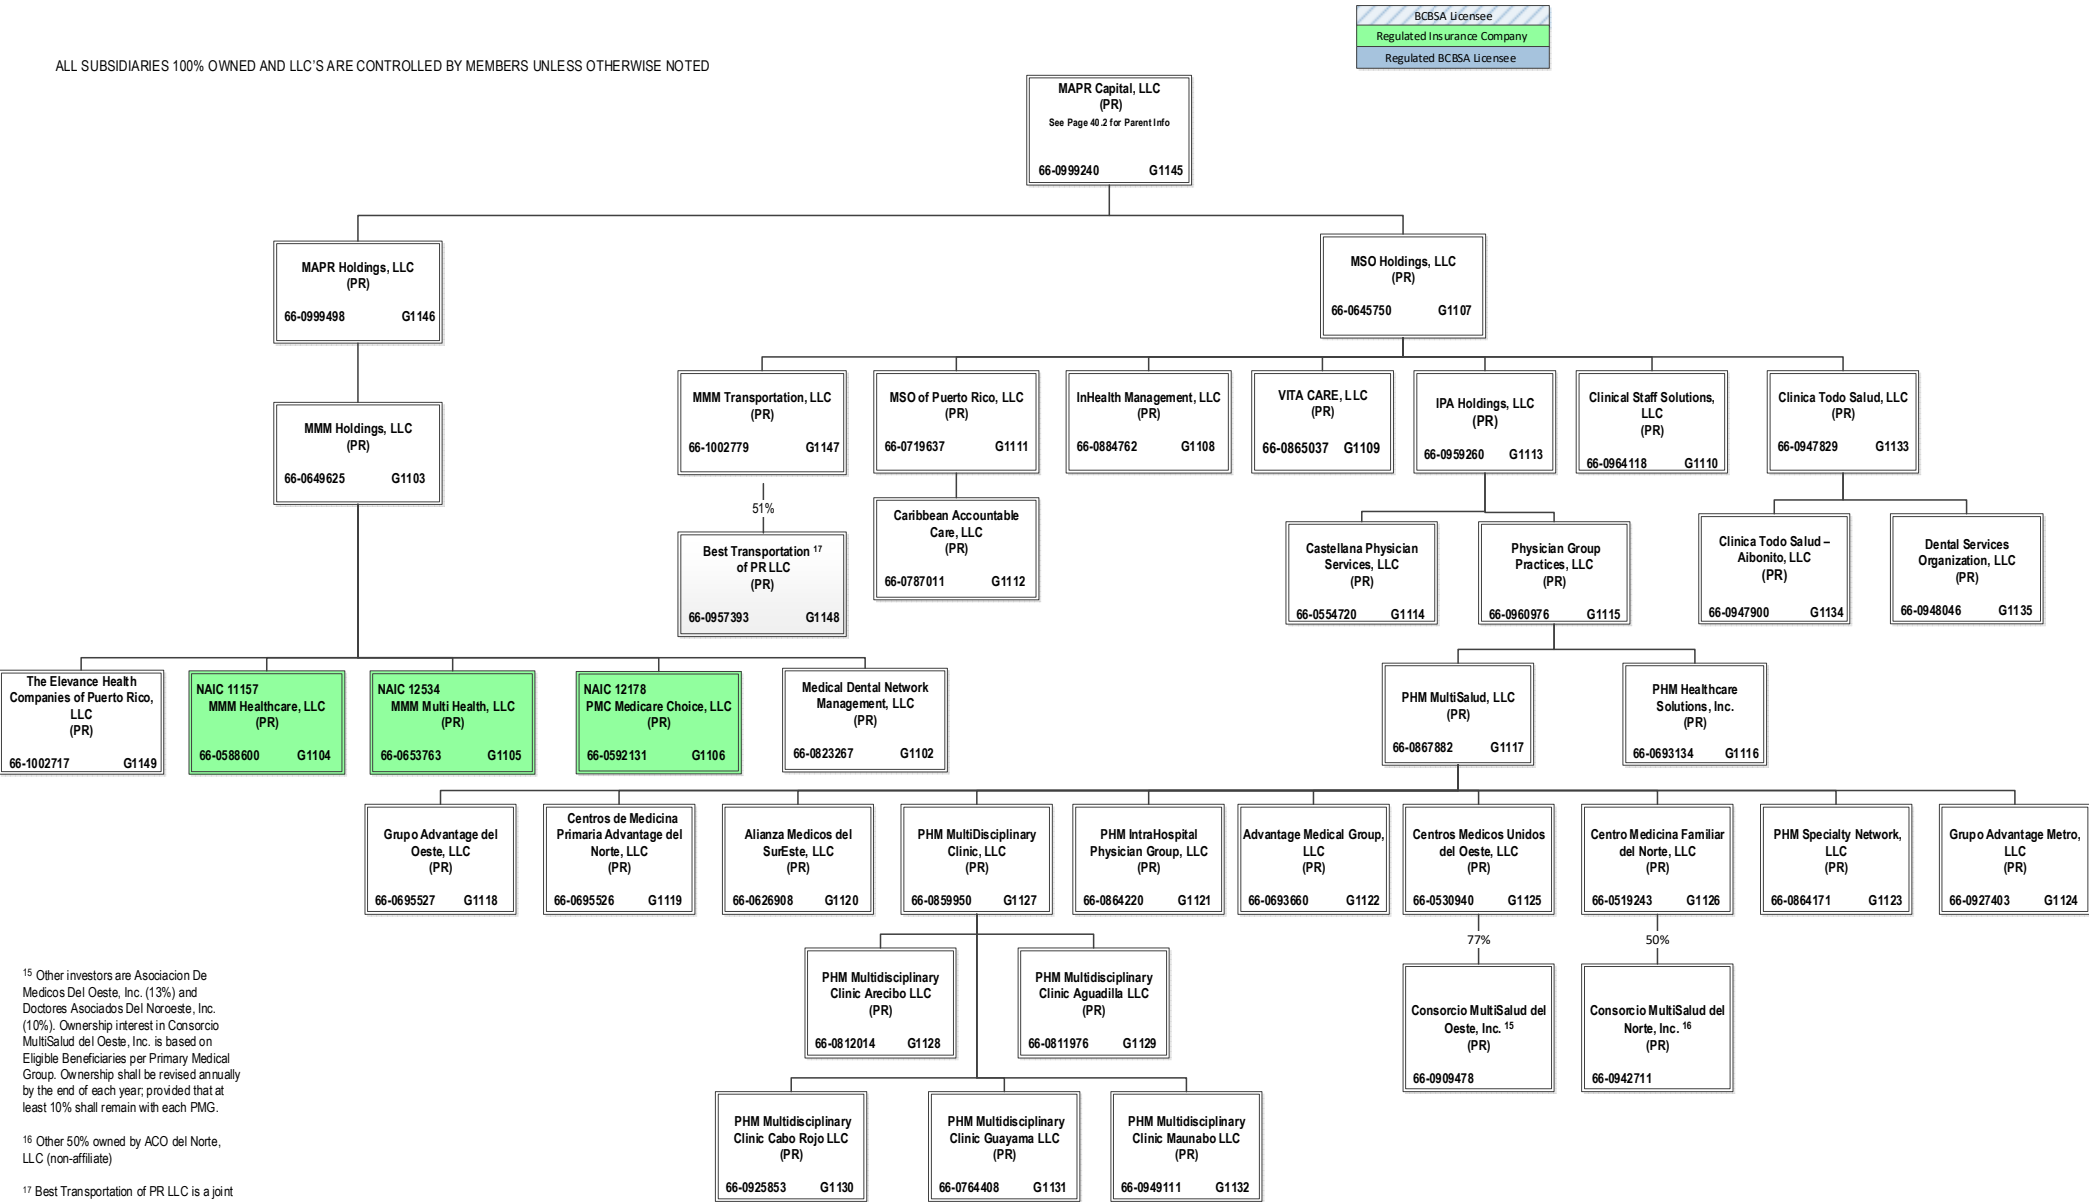 BCBSA Licensee
Regulated Insurance Company
Regulated BCBSA Licensee
ALL SUBSIDIARIES 100% OWNED AND LLC'S ARE CONTROLLED BY MEMBERS UNLESS OTHERWISE NOTED
MAPR Capital, LLC
(PR)
See Page 40.2 for Parent Info
66-0999240 G1145
MAPR Holdings, LLC
(PR)
66-0999498 G1146
MSO Holdings, LLC
(PR)
66-0645750 G1107
MMM Holdings, LLC
(PR)
66-0649625 G1103
MMM Transportation, LLC
(PR)
66-1002779 G1147
MSO of Puerto Rico, LLC
(PR)
66-0719637 G1111
InHealth Management, LLC
(PR)
66-0884762 G1108
VITA CARE, LLC
(PR)
66-0865037 G1109
IPA Holdings, LLC
(PR)
66-0959260 G1113
Clinical Staff Solutions,
LLC
(PR)
66-0964118 G1110
Clinica Todo Salud, LLC
(PR)
66-0947829 G1133
51%
Best Transportation 17
of PR LLC
(PR)
66-0957393 G1148
Caribbean Accountable
Care, LLC
(PR)
66-0787011 G1112
Castellana Physician
Services, LLC
(PR)
66-0554720 G1114
Physician Group
Practices, LLC
(PR)
66-0960976 G1115
Clinica Todo Salud –
Aibonito, LLC
(PR)
66-0947900 G1134
Dental Services
Organization, LLC
(PR)
66-0948046 G1135
The Elevance Health
Companies of Puerto Rico,
LLC
(PR)
66-1002717 G1149
NAIC 11157
MMM Healthcare, LLC
(PR)
66-0588600 G1104
NAIC 12534
MMM Multi Health, LLC
(PR)
66-0653763 G1105
NAIC 12178
PMC Medicare Choice, LLC
(PR)
66-0592131 G1106
Medical Dental Network
Management, LLC
(PR)
66-0823267 G1102
PHM MultiSalud, LLC
(PR)
66-0867882 G1117
PHM Healthcare
Solutions, Inc.
(PR)
66-0693134 G1116
Grupo Advantage del
Oeste, LLC
(PR)
66-0695527 G1118
Centros de Medicina
Primaria Advantage del
Norte, LLC
(PR)
66-0695526 G1119
Alianza Medicos del
SurEste, LLC
(PR)
66-0626908 G1120
PHM MultiDisciplinary
Clinic, LLC
(PR)
66-0859950 G1127
PHM IntraHospital
Physician Group, LLC
(PR)
66-0864220 G1121
Advantage Medical Group,
LLC
(PR)
66-0693660 G1122
Centros Medicos Unidos
del Oeste, LLC
(PR)
66-0530940 G1125
Centro Medicina Familiar
del Norte, LLC
(PR)
66-0519243 G1126
PHM Specialty Network,
LLC
(PR)
66-0864171 G1123
Grupo Advantage Metro,
LLC
(PR)
66-0927403 G1124
PHM Multidisciplinary
Clinic Arecibo LLC
(PR)
66-0812014 G1128
PHM Multidisciplinary
Clinic Aguadilla LLC
(PR)
66-0811976 G1129
77%
Consorcio MultiSalud del
Oeste, Inc. 15
(PR)
66-0909478
50%
Consorcio MultiSalud del
Norte, Inc. 16
(PR)
66-0942711
PHM Multidisciplinary
Clinic Cabo Rojo LLC
(PR)
66-0925853 G1130
PHM Multidisciplinary
Clinic Guayama LLC
(PR)
66-0764408 G1131
PHM Multidisciplinary
Clinic Maunabo LLC
(PR)
66-0949111 G1132
15 Other investors are Asociacion De
Medicos Del Oeste, Inc. (13%) and
Doctores Asociados Del Noroeste, Inc.
(10%). Ownership interest in Consorcio
MultiSalud del Oeste, Inc. is based on
Eligible Beneficiaries per Primary Medical
Group. Ownership shall be revised annually
by the end of each year; provided that at
least 10% shall remain with each PMG.
16 Other 50% owned by ACO del Norte,
LLC (non-affiliate)
17 Best Transportation of PR LLC is a joint